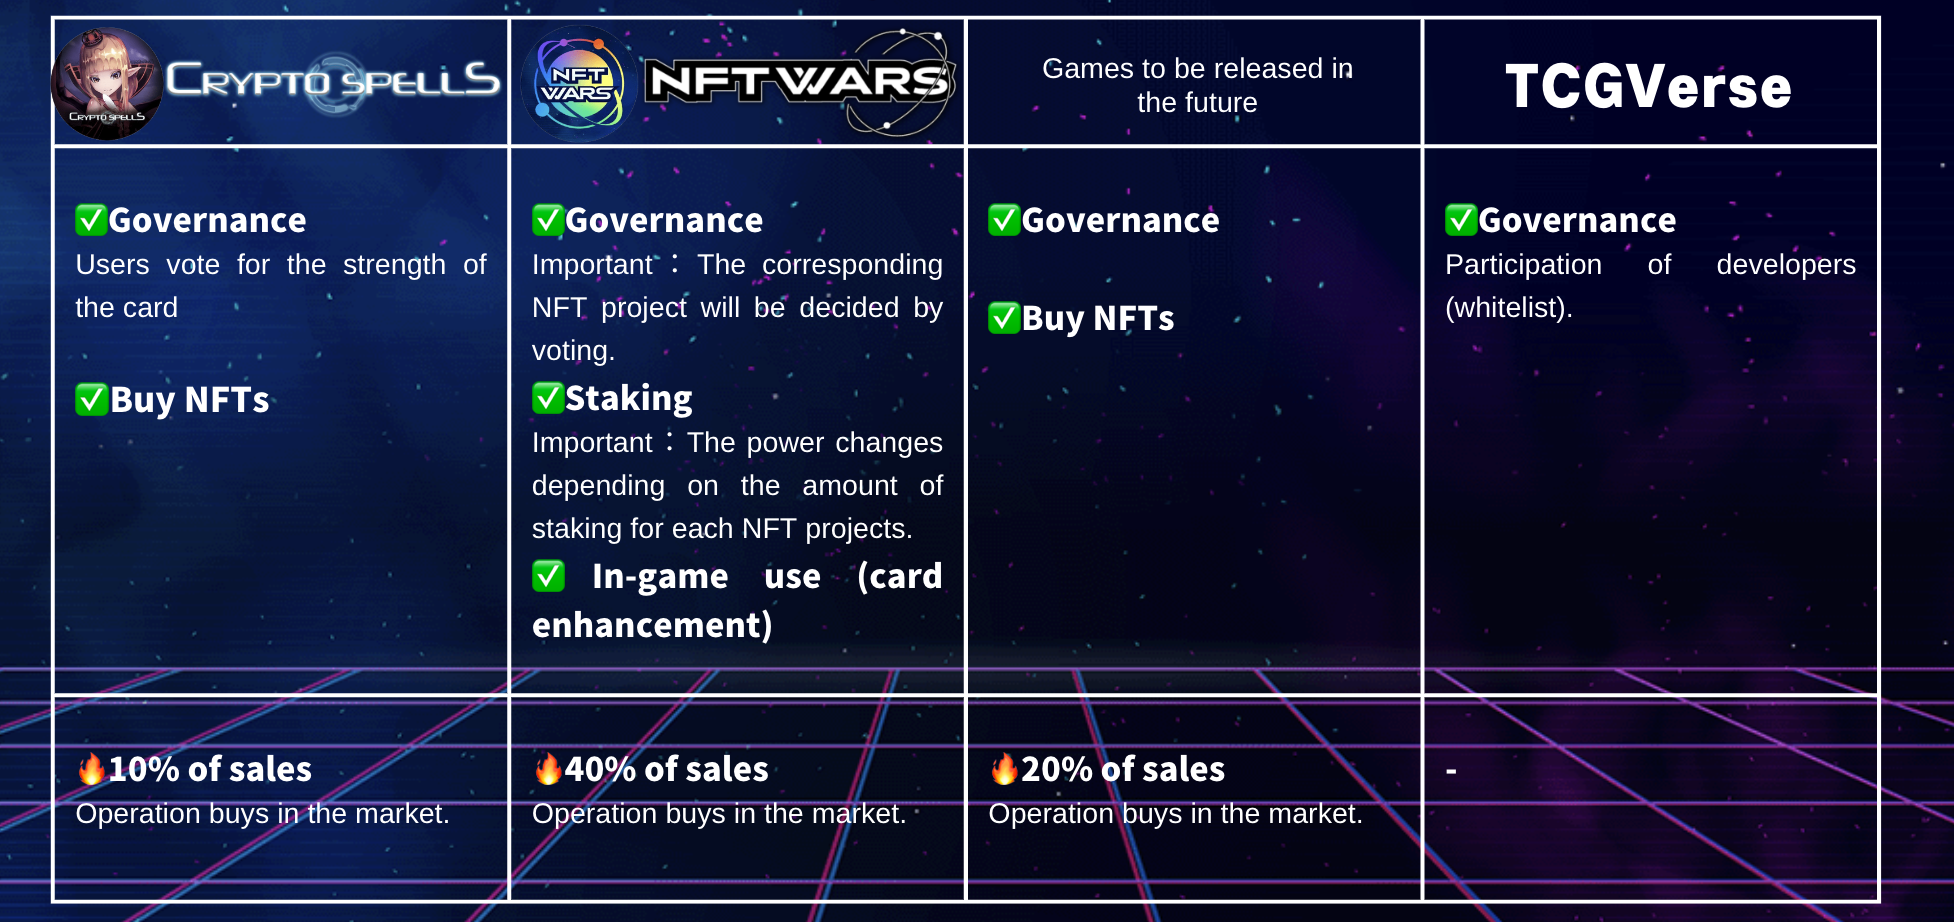 CRYPTO SPELLS
CRYPTO SPELLS
NFT
WARS
NFT WARS
Games to be released in
the future
TCGVerse
✅Governance
Users vote for the strength of
the card
✅Buy NFTs
✅Governance
Important：The corresponding
NFT project will be decided by
voting.
✅Staking
Important：The power changes
depending on the amount of
staking for each NFT projects.
✅ In-game use (card
enhancement)
✅Governance
✅Buy NFTs
✅Governance
Participation of developers
(whitelist).
🔥10% of sales
Operation buys in the market.
🔥40% of sales
Operation buys in the market.
🔥20% of sales
Operation buys in the market.
-